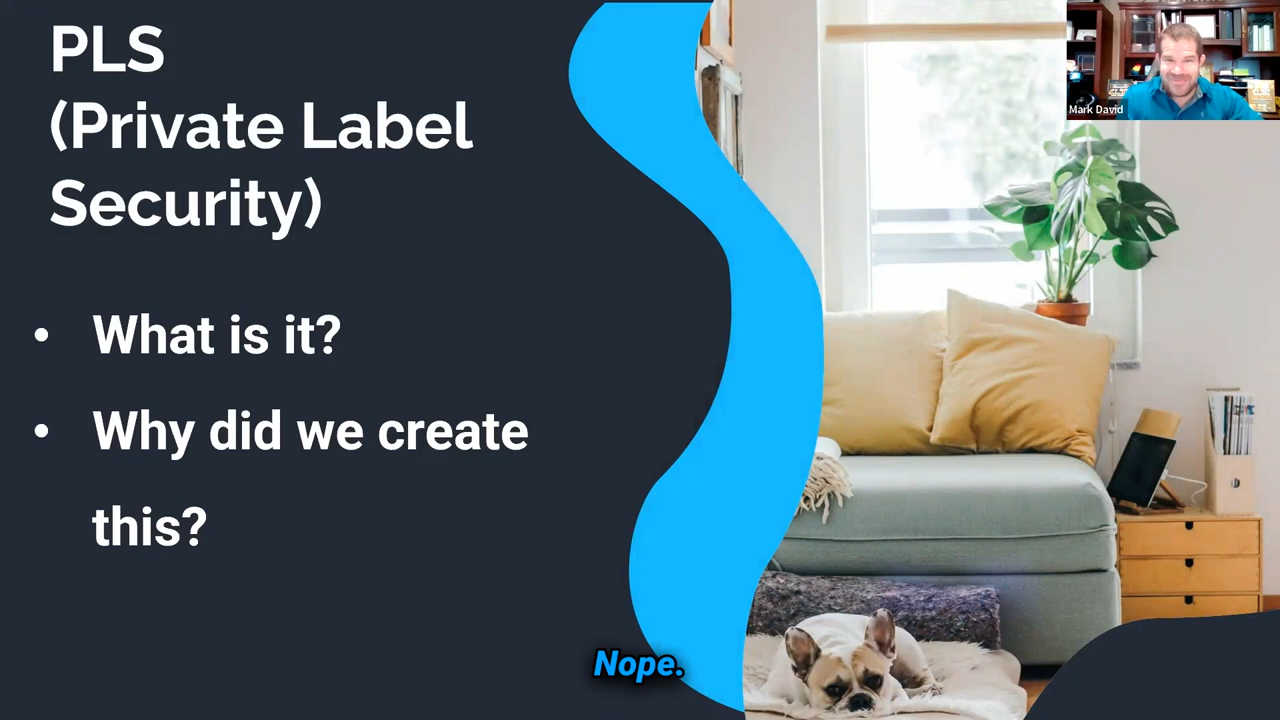 PLS
(Private Label
Security)
• What is it?
• Why did we create
this?
Nope.
Mark David